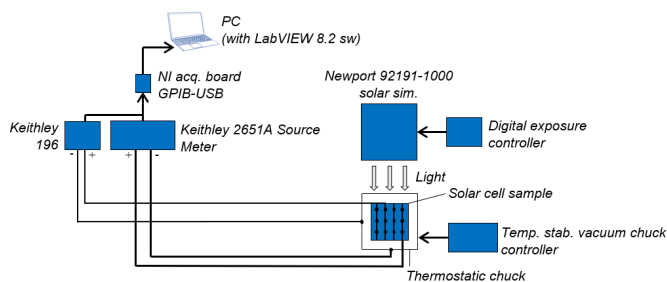 PC
(with LabVIEW 8.2 sw)
NI acq. board
GPIB-USB
Newport 92191-1000
solar sim.
Keithley
196
Keithley 2651A Source
Meter
Digital exposure
controller
- +
+ -
Light
Solar cell sample
Temp. stab. vacuum chuck
controller
Thermostatic chuck